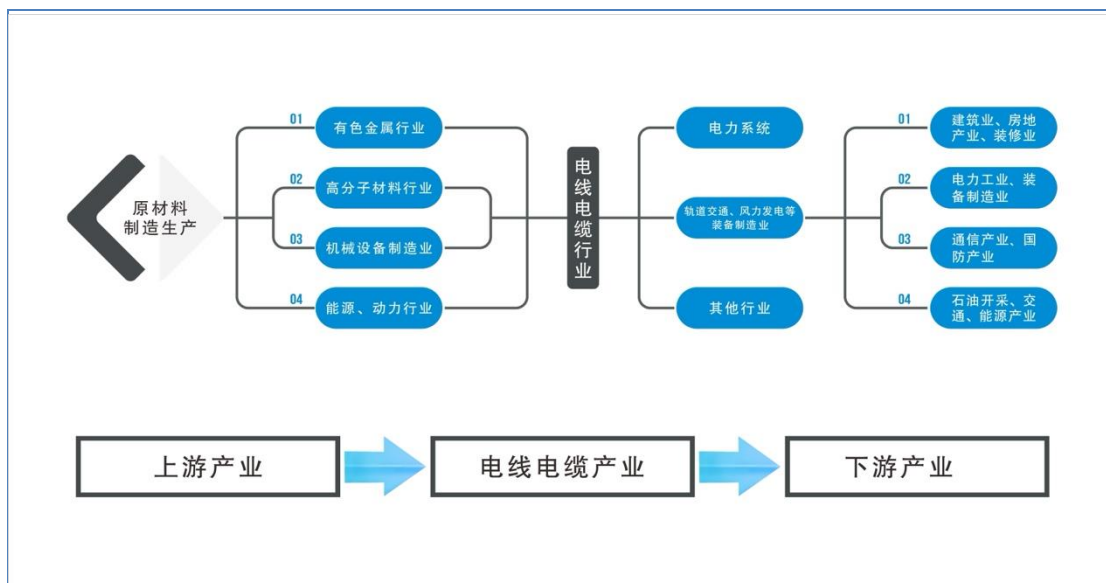 原材料
制造生产
01
有色金属行业
02
高分子材料行业
03
机械设备制造业
04
能源、动力行业
电线电缆行业
电力系统
轨道交通、风力发电等
装备制造业
其他行业
01
建筑业、房地
产业、装修业
02
电力工业、装
备制造业
03
通信产业、国
防产业
04
石油开采、交
通、能源产业
上游产业
电线电缆产业
下游产业